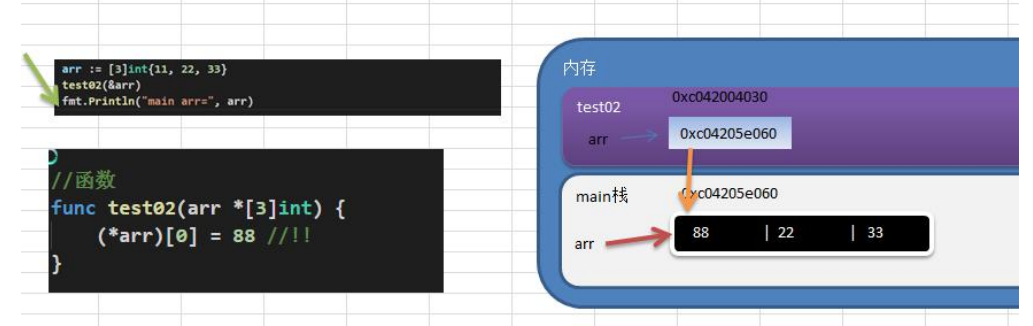 arr := [3]int{11, 22, 33}
test02(&arr)
fmt.Println("main arr=", arr)
//函数
func test02(arr *[3]int) {
(*arr)[0] = 88 //!!
}
内存
test02
0xc042004030
arr
0xc04205e060
main栈
0xc04205e060
arr
88 | 22 | 33